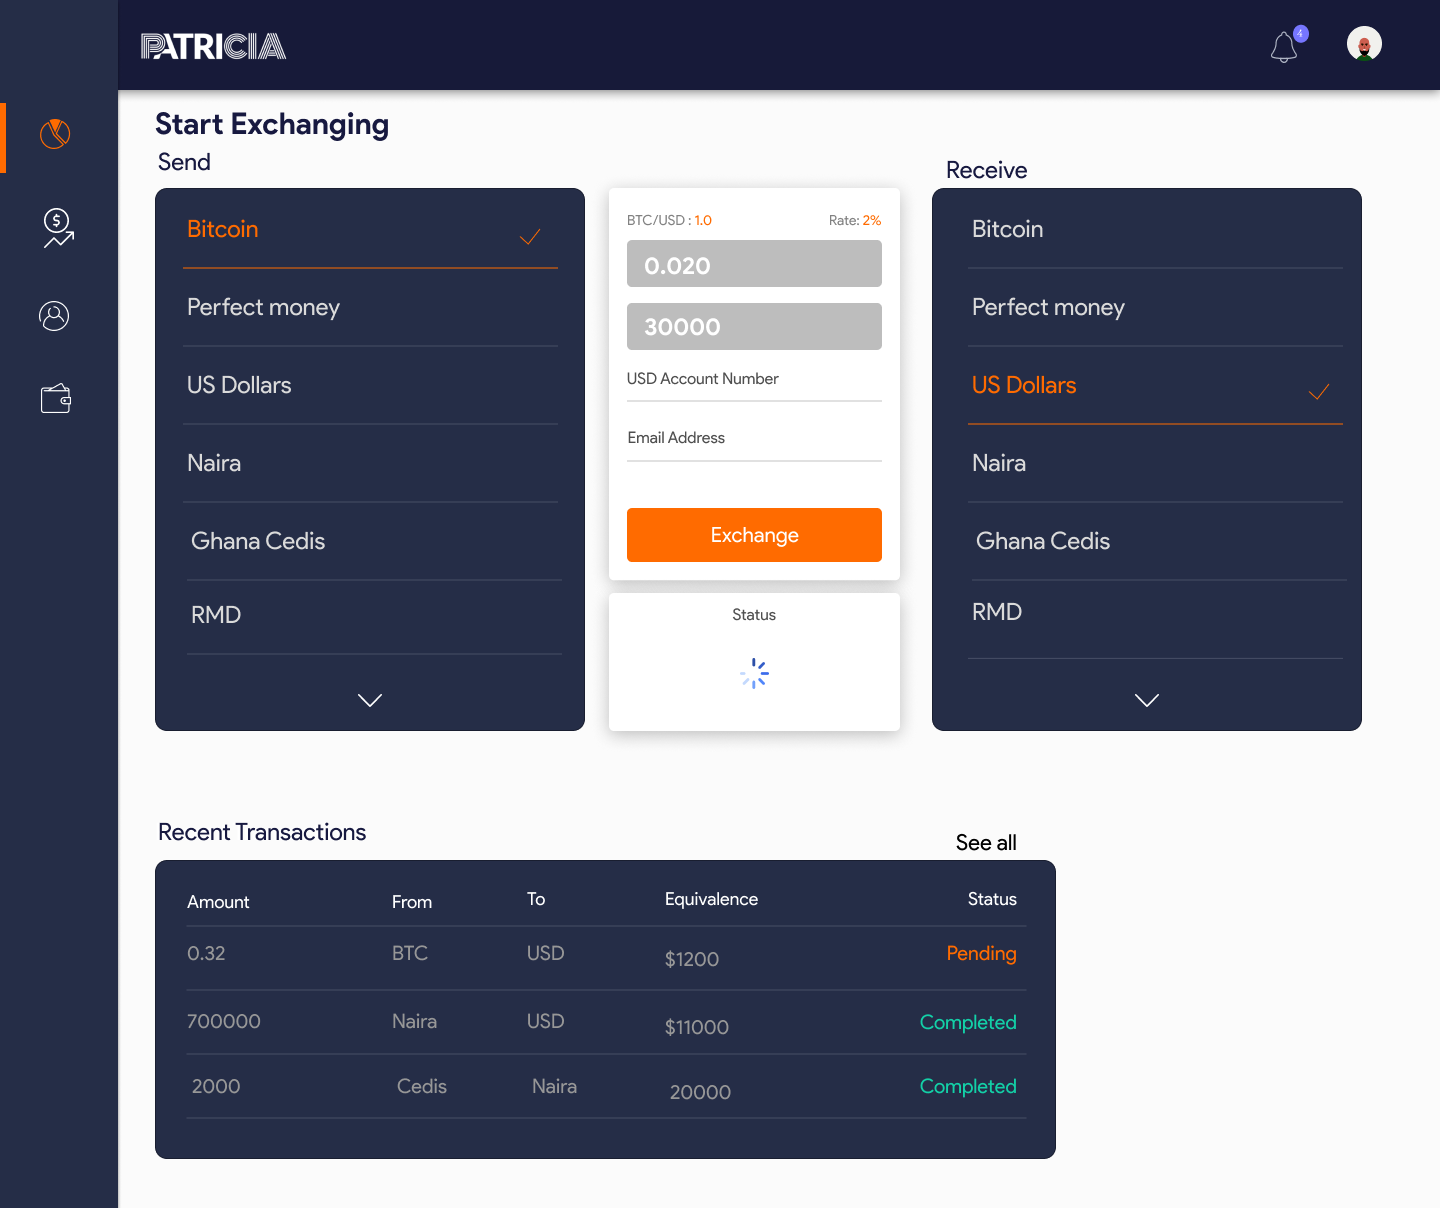 PATRICIA
4
Start Exchanging
Send
Receive
Bitcoin
Perfect money
US Dollars
Naira
Ghana Cedis
RMD
BTC/USD : 1.0 Rate: 2%
0.020
30000
USD Account Number
Email Address
Exchange
Status
Bitcoin
Perfect money
US Dollars
Naira
Ghana Cedis
RMD
Recent Transactions
See all
Amount From To Equivalence Status
0.32 BTC USD $1200 Pending
700000 Naira USD $11000 Completed
2000 Cedis Naira 20000 Completed